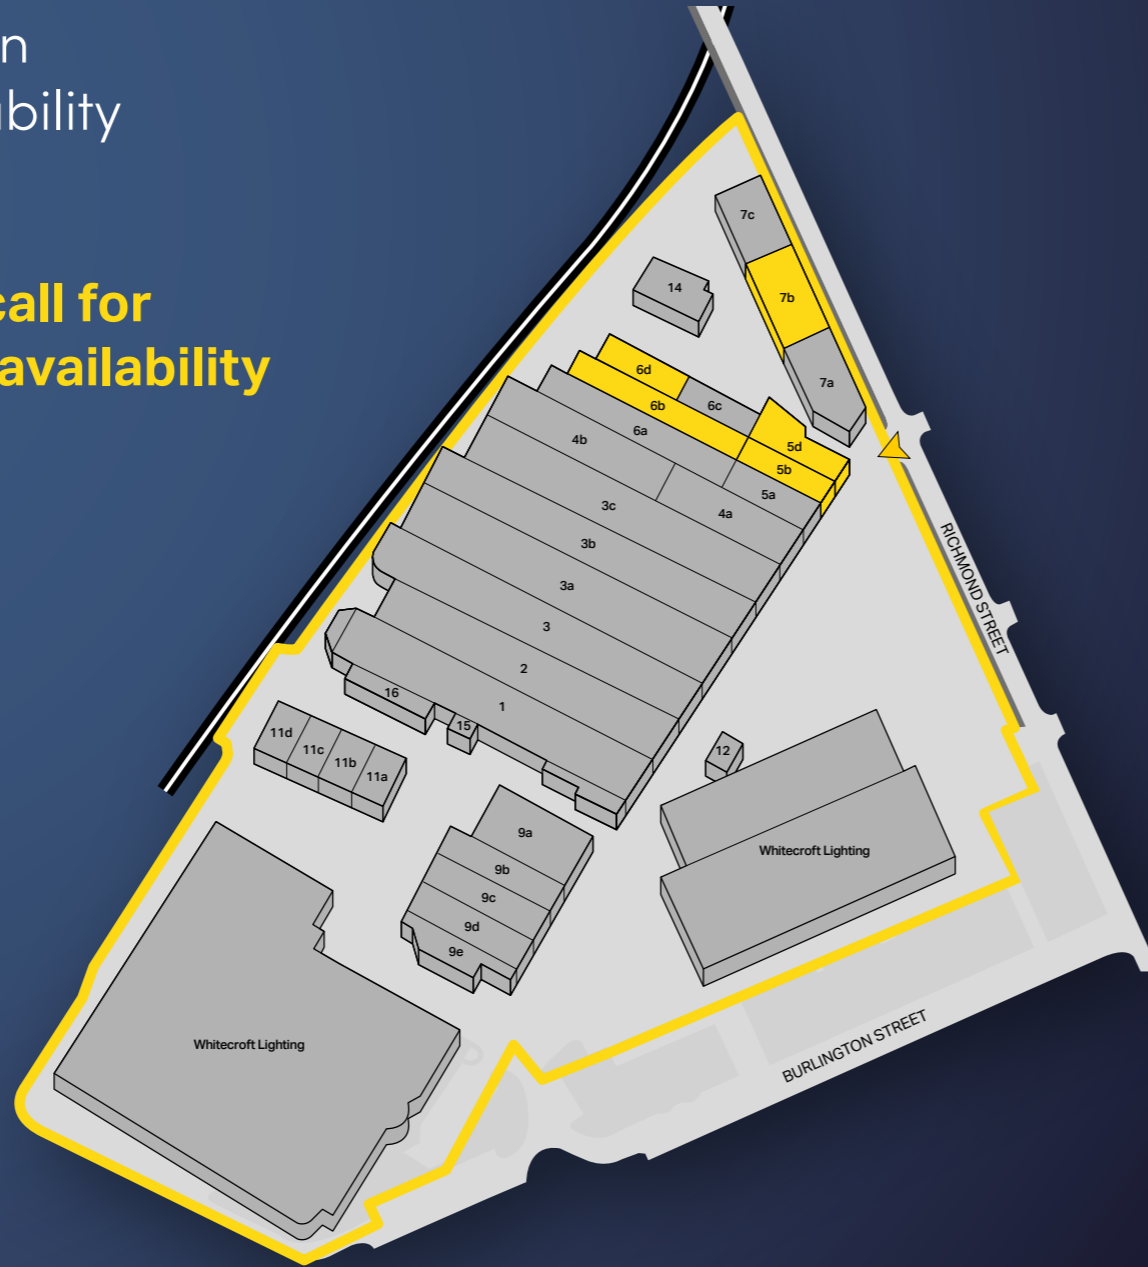 n
ability
call for
availability
7c
14
7b
7a
6d
6c
6b
6a
5d
5b
5a
4b
4a
3c
3b
3a
3
2
1
16
15
12
11d
11c
11b
11a
9a
9b
9c
9d
9e
Whitecroft Lighting
Whitecroft Lighting
RICHMOND STREET
BURLINGTON STREET
P